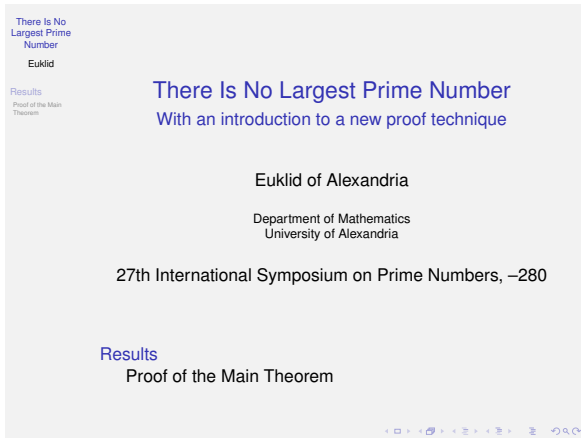 There Is No
Largest Prime
Number
Euklid
Results
Proof of the Main
Theorem
There Is No Largest Prime Number
With an introduction to a new proof technique
Euklid of Alexandria
Department of Mathematics
University of Alexandria
27th International Symposium on Prime Numbers, –280
Results
Proof of the Main Theorem